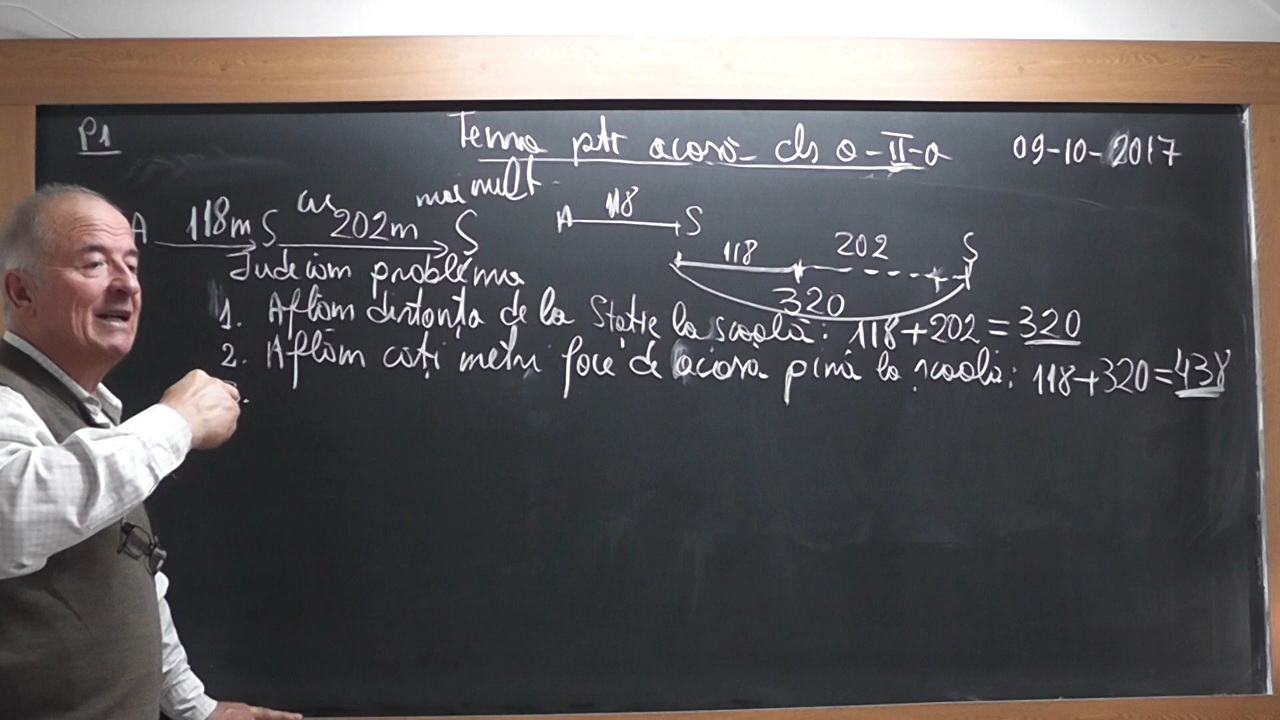 P1
Tema ptr acasă cls a-II-a
09-10-2017
A 118m S cu 202m mai mult S
A 118 S
118 202 S
320
Judecăm problema
1. Aflăm distanța de la Stație la școală: 118+202=320
2. Aflăm câți metri face de acasă pînă la școală: 118+320=438